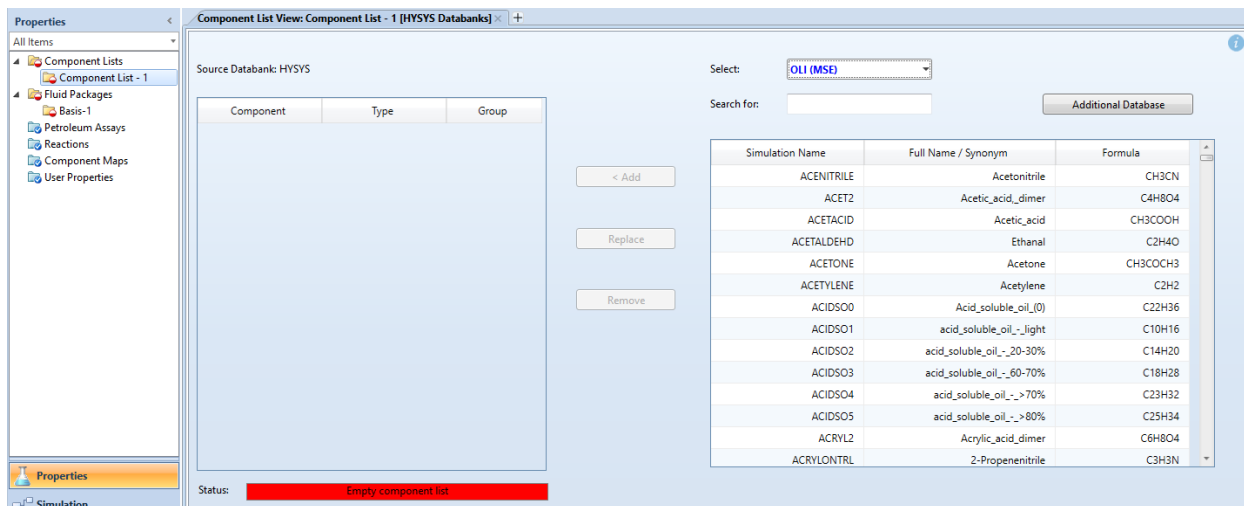 Properties <
All Items
Component Lists
Component List - 1
Fluid Packages
Basis-1
Petroleum Assays
Reactions
Component Maps
User Properties
Properties
Simulation
Component List View: Component List - 1 [HYSYS Databanks] × +
i
Source Databank: HYSYS
Component Type Group
< Add
Replace
Remove
Status: Empty component list
Select: OLI (MSE)
Search for: Additional Database
Simulation Name Full Name / Synonym Formula
ACENITRILE Acetonitrile CH3CN
ACET2 Acetic_acid,_dimer C4H8O4
ACETACID Acetic_acid CH3COOH
ACETALDEHD Ethanal C2H4O
ACETONE Acetone CH3COCH3
ACETYLENE Acetylene C2H2
ACIDSO0 Acid_soluble_oil_(0) C22H36
ACIDSO1 acid_soluble_oil_-_light C10H16
ACIDSO2 acid_soluble_oil_-_20-30% C14H20
ACIDSO3 acid_soluble_oil_-_60-70% C18H28
ACIDSO4 acid_soluble_oil_-_>70% C23H32
ACIDSO5 acid_soluble_oil_-_>80% C25H34
ACRYL2 Acrylic_acid_dimer C6H8O4
ACRYLONTRL 2-Propenenitrile C3H3N